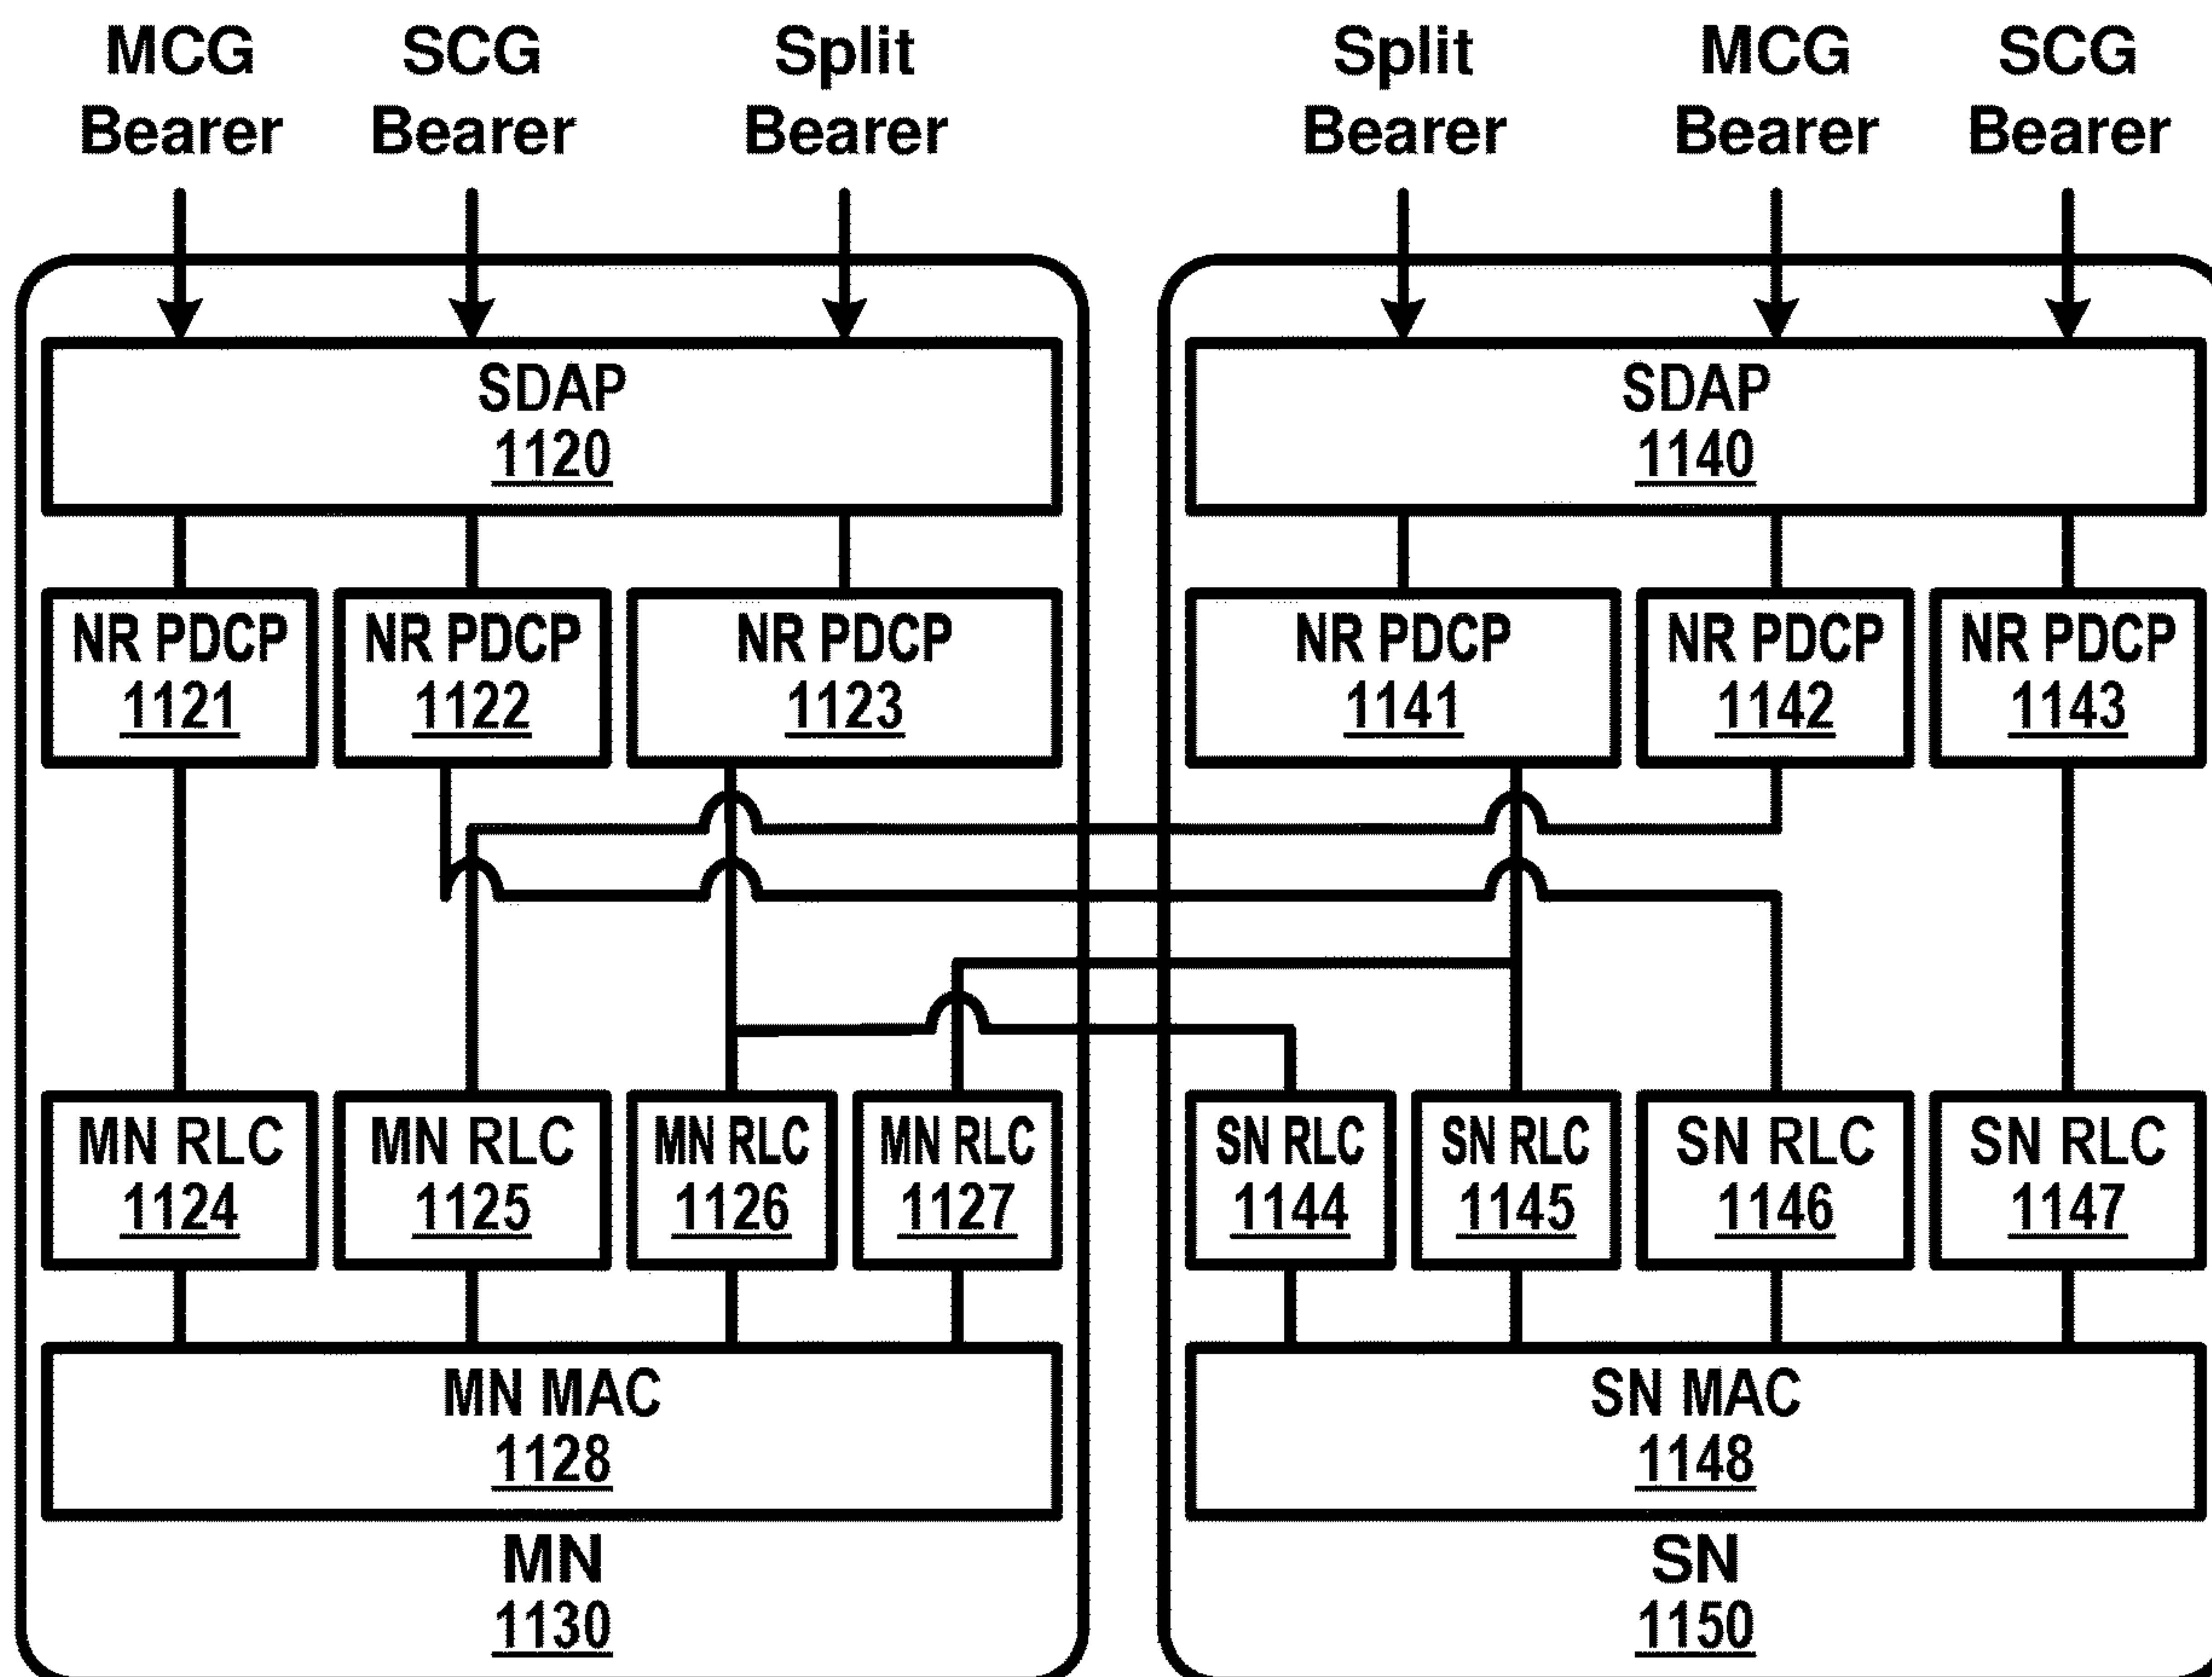 MCG
Bearer
SCG
Bearer
Split
Bearer
Split
Bearer
MCG
Bearer
SCG
Bearer
SDAP
1120
SDAP
1140
NR PDCP
1121
NR PDCP
1122
NR PDCP
1123
NR PDCP
1141
NR PDCP
1142
NR PDCP
1143
MN RLC
1124
MN RLC
1125
MN RLC
1126
MN RLC
1127
SN RLC
1144
SN RLC
1145
SN RLC
1146
SN RLC
1147
MN MAC
1128
SN MAC
1148
MN
1130
SN
1150